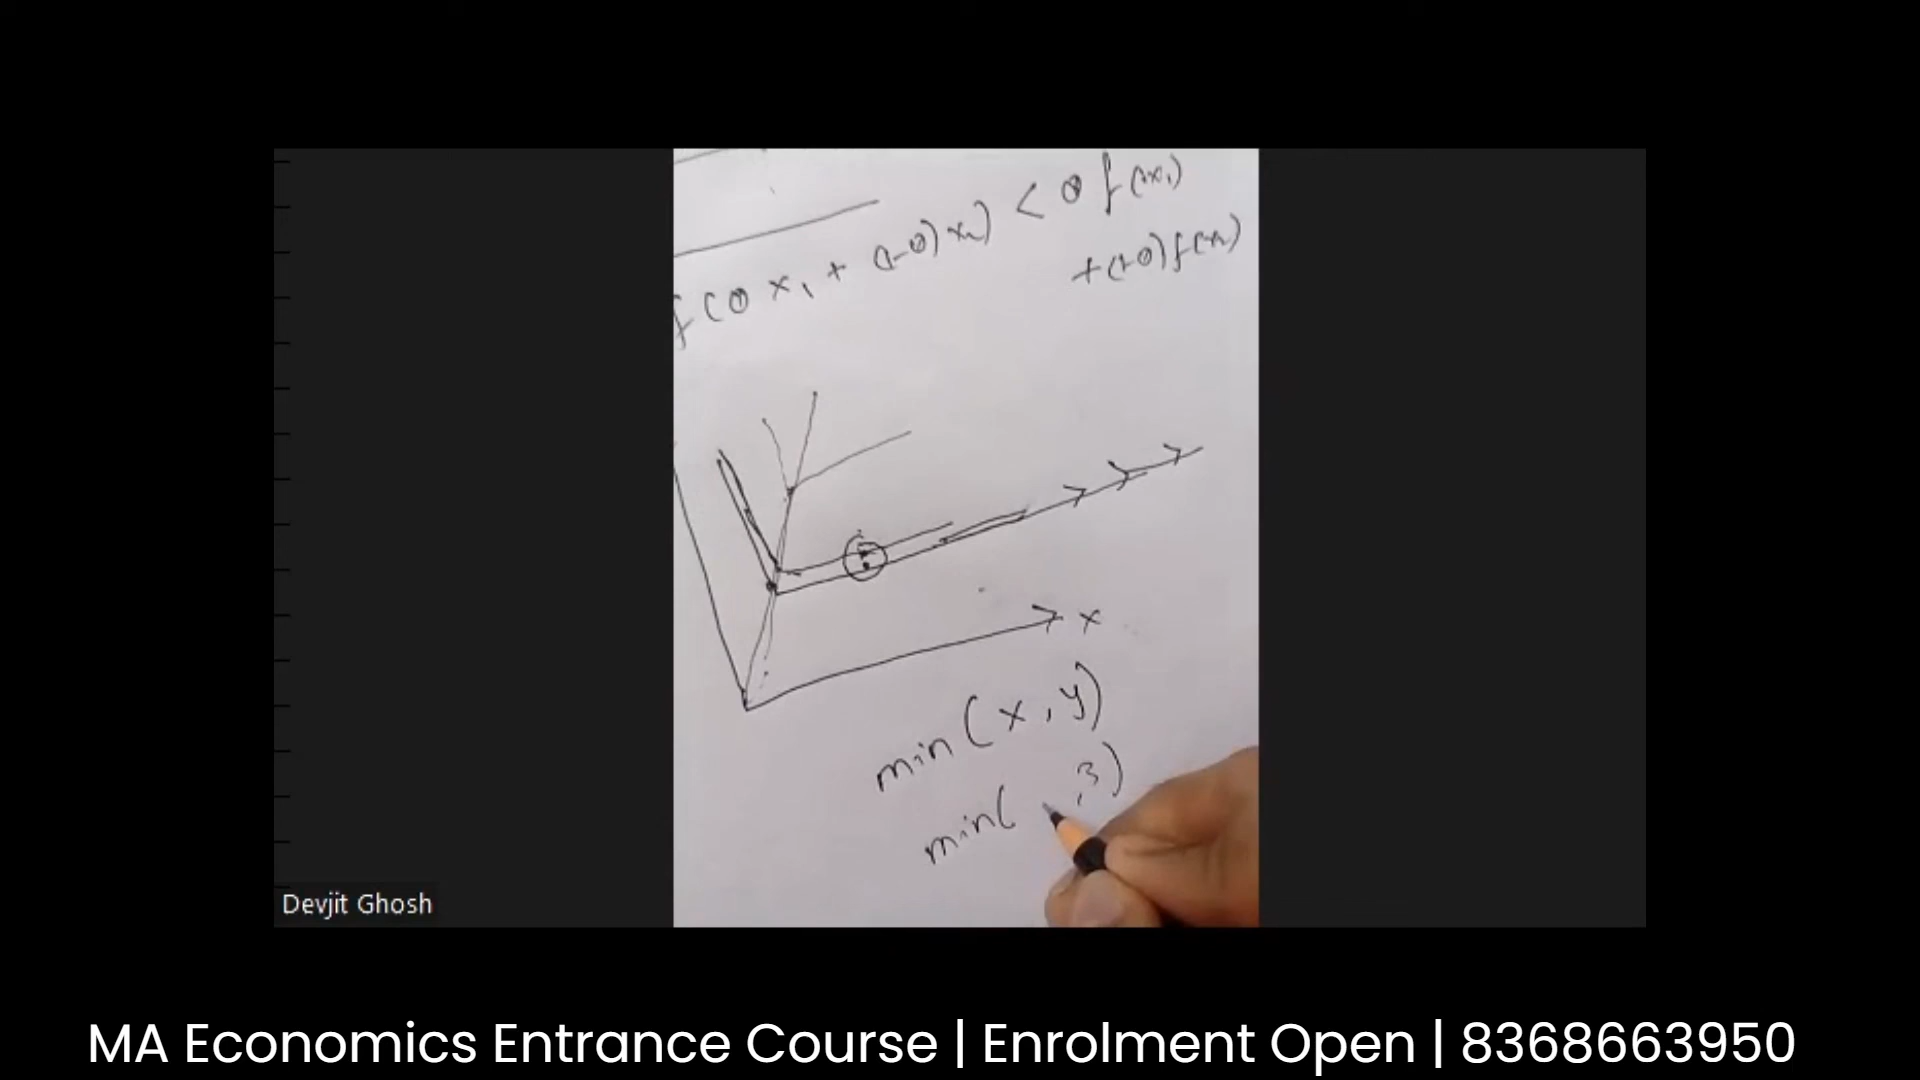 f(θx₁ + (1-θ)x₂) < θf(x₁)
+(1-θ)f(x₂)
x
min(x,y)
min( ,3)
Devjit Ghosh
MA Economics Entrance Course | Enrolment Open | 8368663950